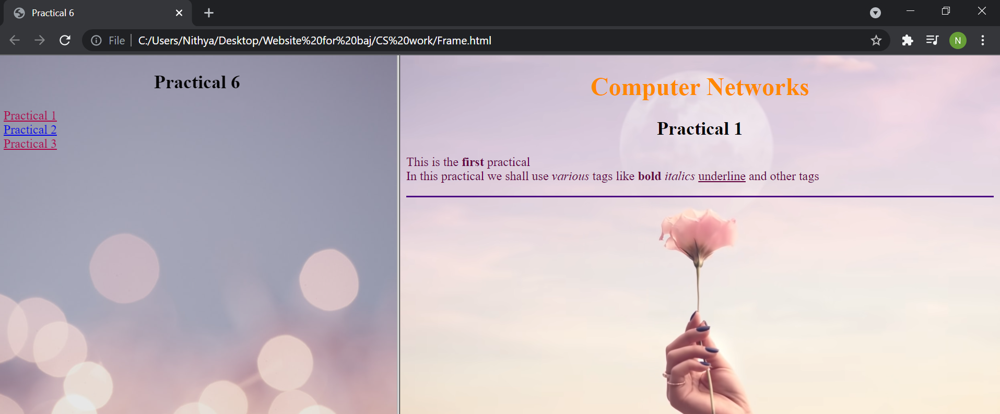 Practical 6
File
C:/Users/Nithya/Desktop/Website%20for%20baj/CS%20work/Frame.html
N
Practical 6
Practical 1
Practical 2
Practical 3
Computer Networks
Practical 1
This is the first practical
In this practical we shall use various tags like bold italics underline and other tags